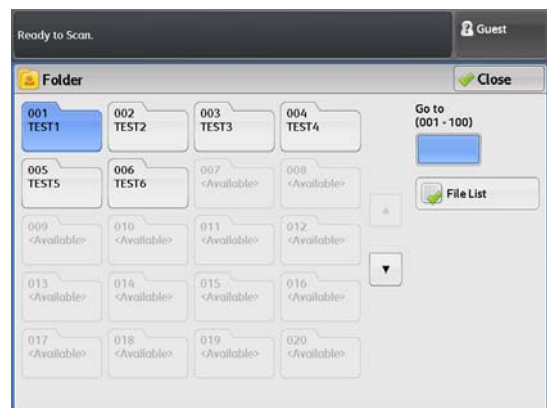 Ready to Scan.
Guest
Folder
Close
001
TEST1
002
TEST2
003
TEST3
004
TEST4
Go to
(001 - 100)
005
TEST5
006
TEST6
007
<Available>
008
<Available>
File List
009
<Available>
010
<Available>
011
<Available>
012
<Available>
013
<Available>
014
<Available>
015
<Available>
016
<Available>
017
<Available>
018
<Available>
019
<Available>
020
<Available>